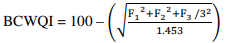 BCWQI = 100 − (√((F₁² + F₂² + F₃ /3²) / 1.453))